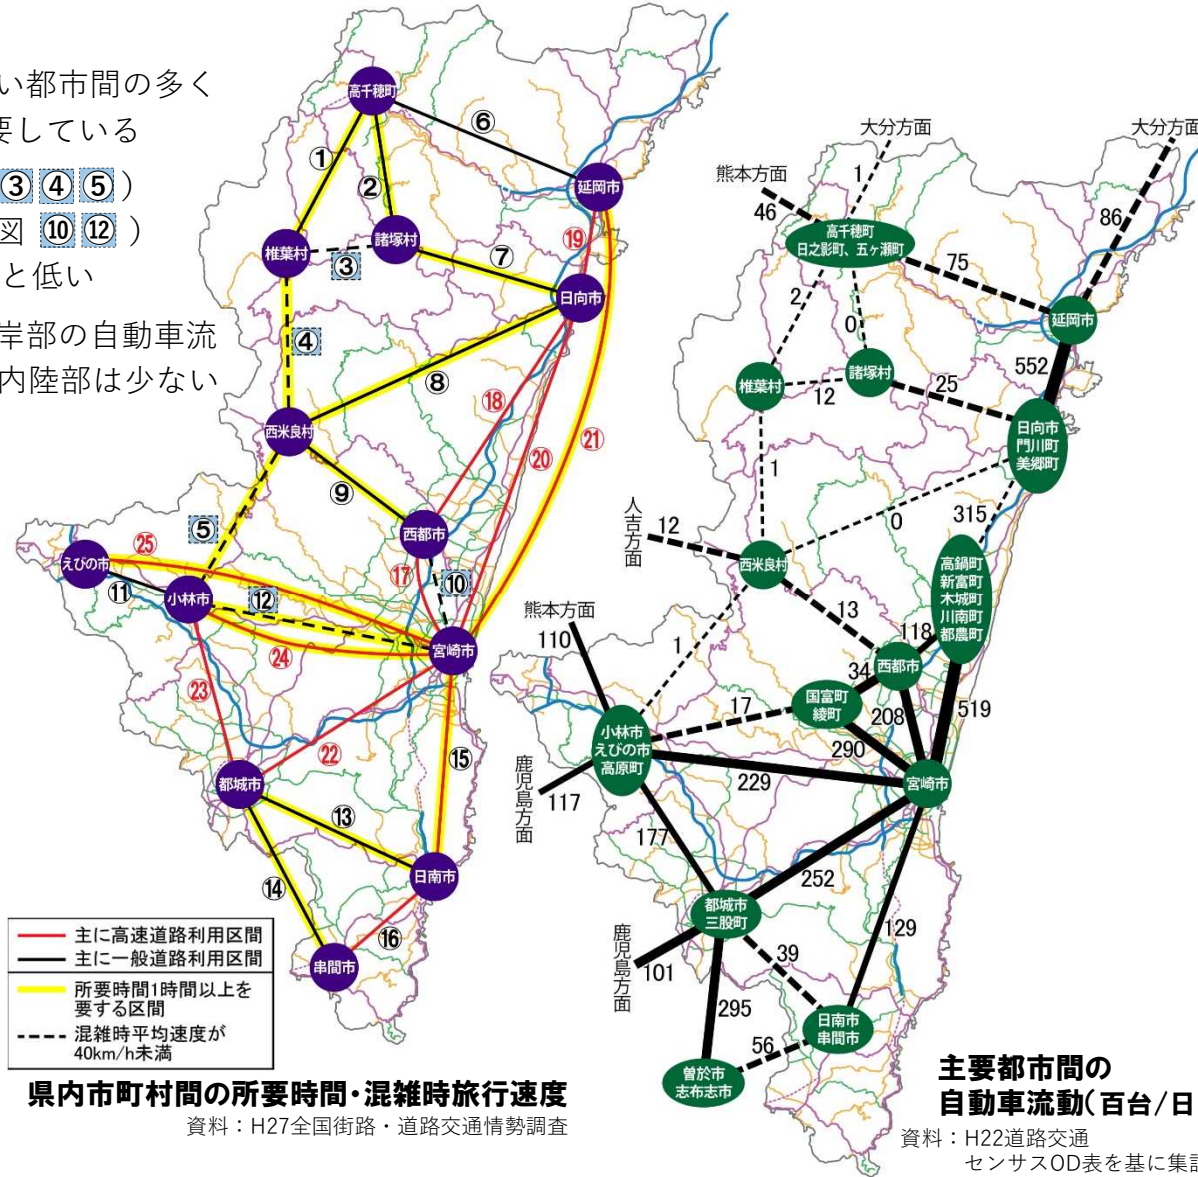 い都市間の多く
要している
③④⑤）
図 ⑩⑫）
と低い
岸部の自動車流
内陸部は少ない
高千穂町
⑥
①
②
延岡市
椎葉村
諸塚村
③
⑦
⑲
日向市
④
⑧
⑱
⑳
㉑
西米良村
⑨
⑤
西都市
えびの市
㉕
⑪
小林市
⑫
⑰
⑩
宮崎市
㉔
㉓
㉒
⑮
都城市
⑬
⑭
日南市
⑯
串間市
主に高速道路利用区間
主に一般道路利用区間
所要時間1時間以上を
要する区間
混雑時平均速度が
40km/h未満
県内市町村間の所要時間・混雑時旅行速度
資料：H27全国街路・道路交通情勢調査
大分方面
大分方面
熊本方面
1
46
86
高千穂町
日之影町、五ヶ瀬町
75
延岡市
2
0
552
椎葉村
12
諸塚村
25
日向市
門川町
美郷町
1
0
315
人吉方面
12
西米良村
高鍋町
新富町
木城町
川南町
都農町
13
118
熊本方面
110
1
西都市
34
国富町
綾町
17
208
519
290
小林市
えびの市
高原町
229
宮崎市
鹿児島方面
117
177
252
都城市
三股町
129
鹿児島方面
101
39
295
日南市
串間市
56
曽於市
志布志市
主要都市間の
自動車流動(百台/日
資料：H22道路交通
センサスOD表を基に集計